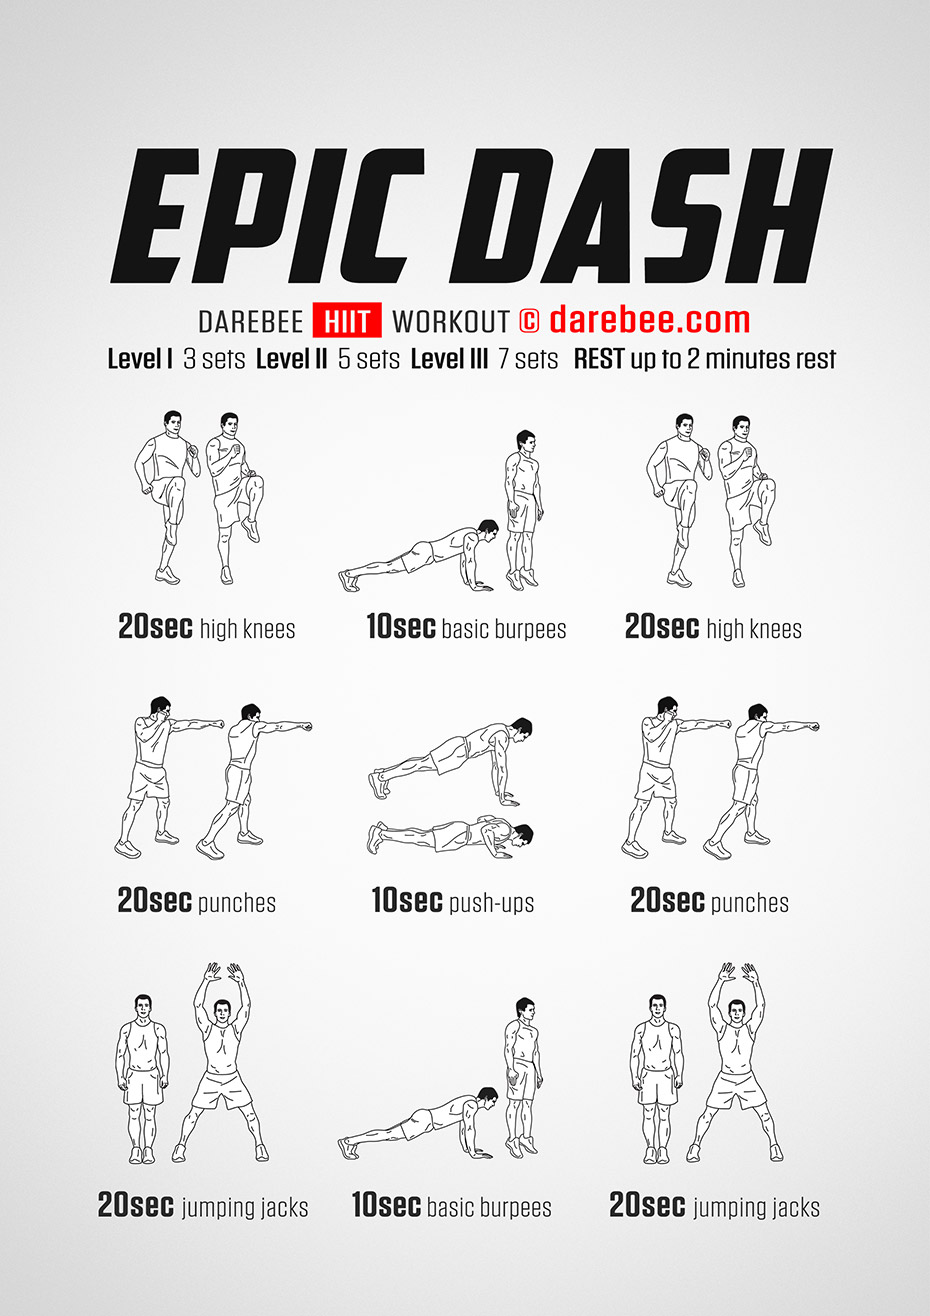 EPIC DASH
DAREBEE HIIT WORKOUT © darebee.com
Level I 3 sets Level II 5 sets Level III 7 sets REST up to 2 minutes rest
20sec high knees 10sec basic burpees 20sec high knees
20sec punches 10sec push-ups 20sec punches
20sec jumping jacks 10sec basic burpees 20sec jumping jacks